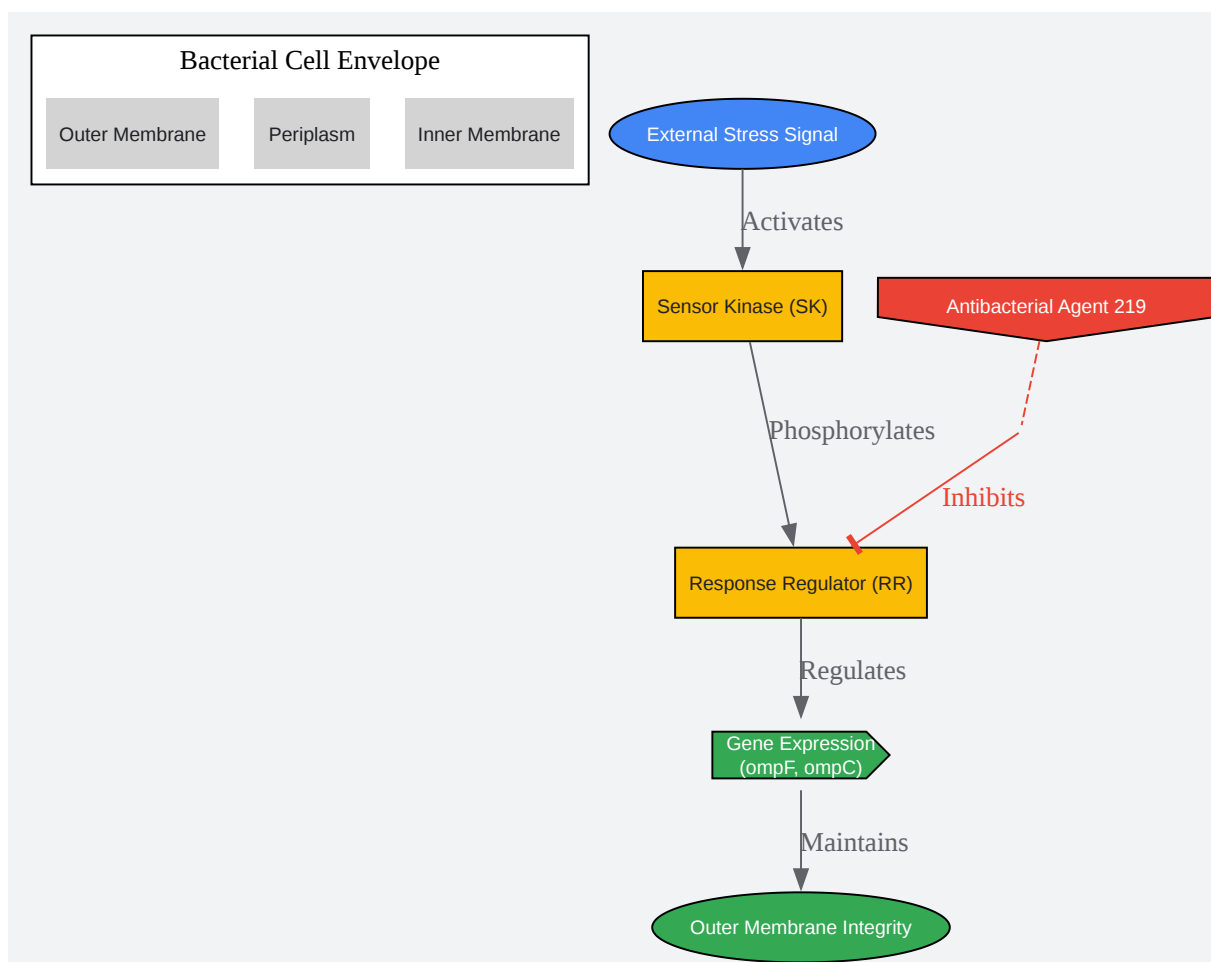 Bacterial Cell Envelope
Outer Membrane
Periplasm
Inner Membrane
External Stress Signal
Activates
Sensor Kinase (SK)
Antibacterial Agent 219
Phosphorylates
Inhibits
Response Regulator (RR)
Regulates
Gene Expression
(ompF, ompC)
Maintains
Outer Membrane Integrity